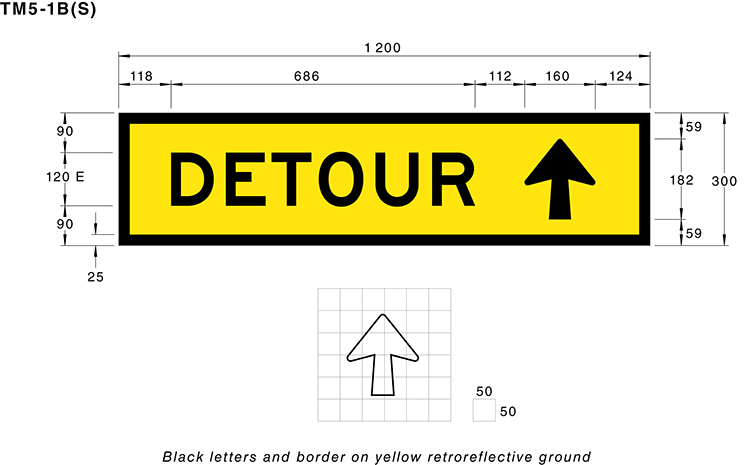 TM5-1B(S)
1 200
118 686 112 160 124
90 59
120 E 182 300
90 59
25
DETOUR
50
50
Black letters and border on yellow retroreflective ground